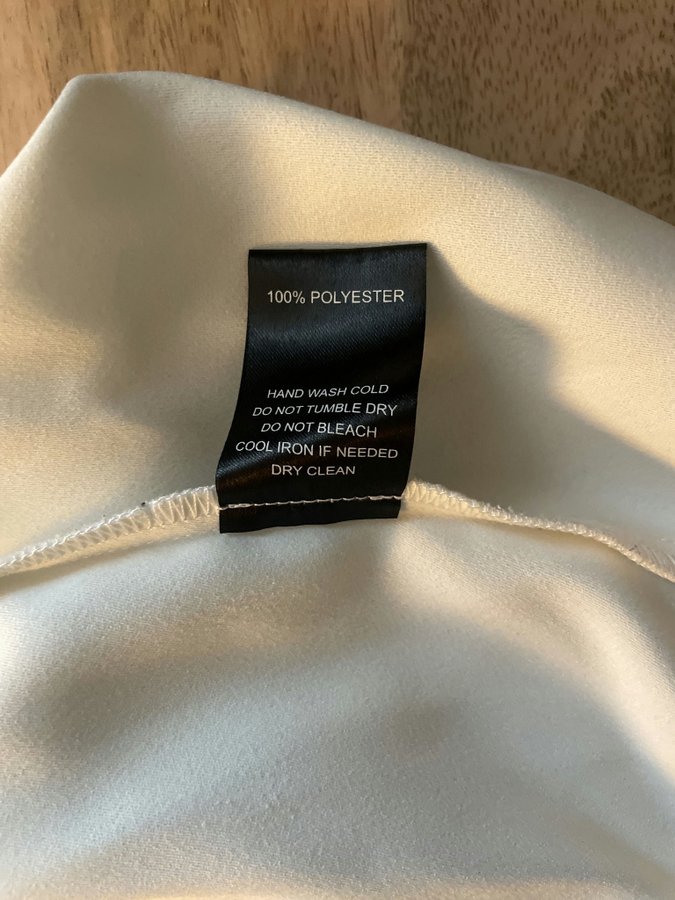 100% POLYESTER
HAND WASH COLD
DO NOT TUMBLE DRY
DO NOT BLEACH
COOL IRON IF NEEDED
DRY CLEAN